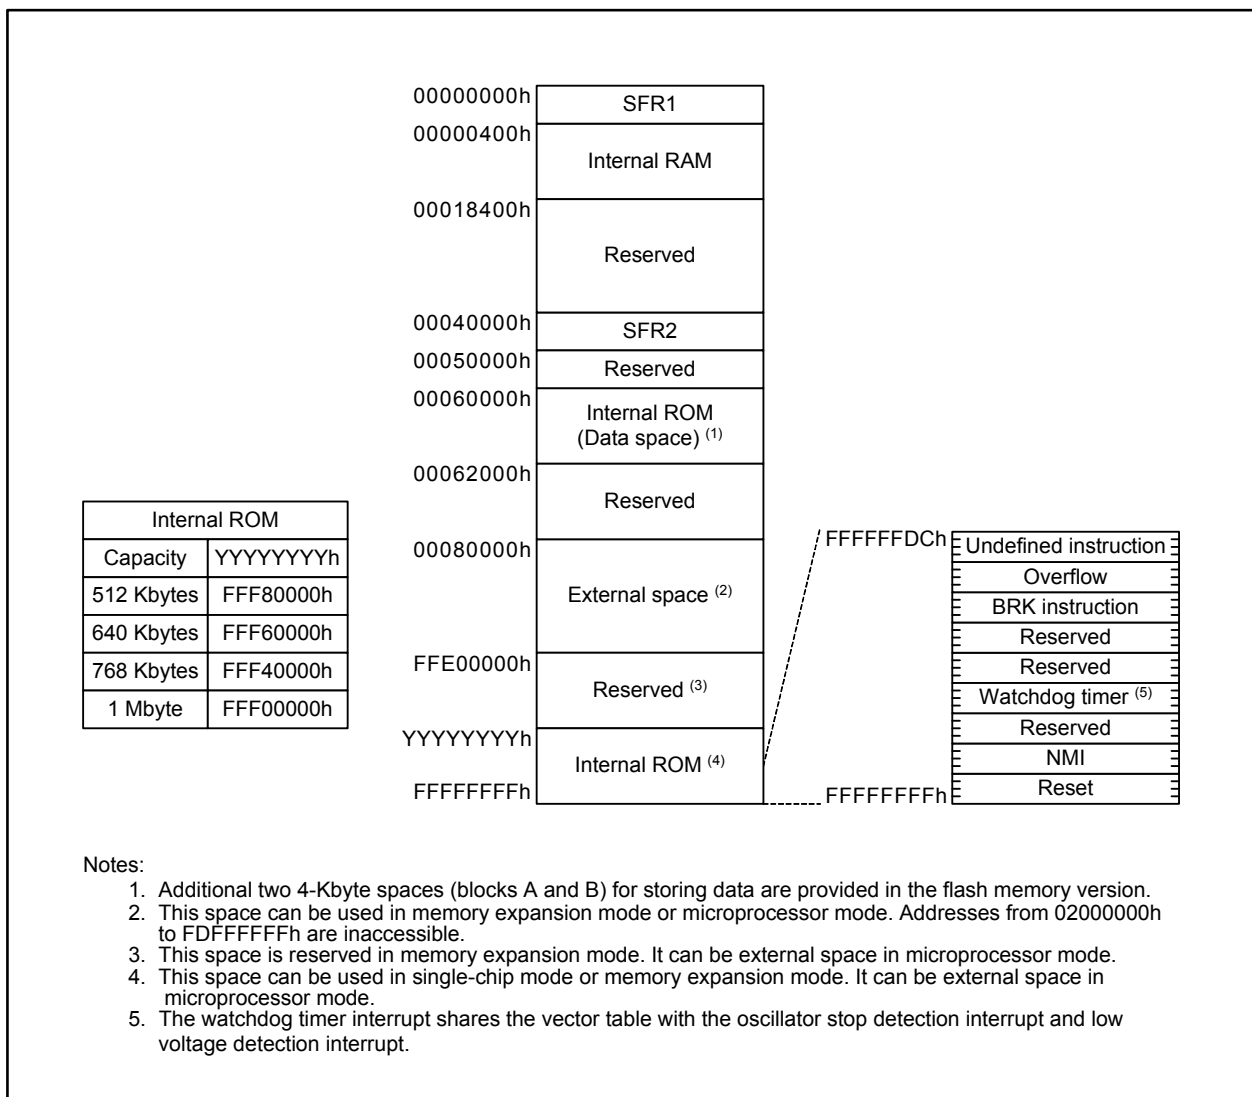 00000000h
SFR1
00000400h
Internal RAM
00018400h
Reserved
00040000h
SFR2
00050000h
Reserved
00060000h
Internal ROM
(Data space) (1)
00062000h
Reserved
00080000h
External space (2)
FFE00000h
Reserved (3)
YYYYYYYYh
Internal ROM (4)
FFFFFFFFh
Internal ROM
Capacity YYYYYYYYh
512 Kbytes FFF80000h
640 Kbytes FFF60000h
768 Kbytes FFF40000h
1 Mbyte FFF00000h
FFFFFFDCh
Undefined instruction
Overflow
BRK instruction
Reserved
Reserved
Watchdog timer (5)
Reserved
NMI
Reset
FFFFFFFFh
Notes:
1. Additional two 4-Kbyte spaces (blocks A and B) for storing data are provided in the flash memory version.
2. This space can be used in memory expansion mode or microprocessor mode. Addresses from 02000000h
to FDFFFFFFh are inaccessible.
3. This space is reserved in memory expansion mode. It can be external space in microprocessor mode.
4. This space can be used in single-chip mode or memory expansion mode. It can be external space in
microprocessor mode.
5. The watchdog timer interrupt shares the vector table with the oscillator stop detection interrupt and low
voltage detection interrupt.